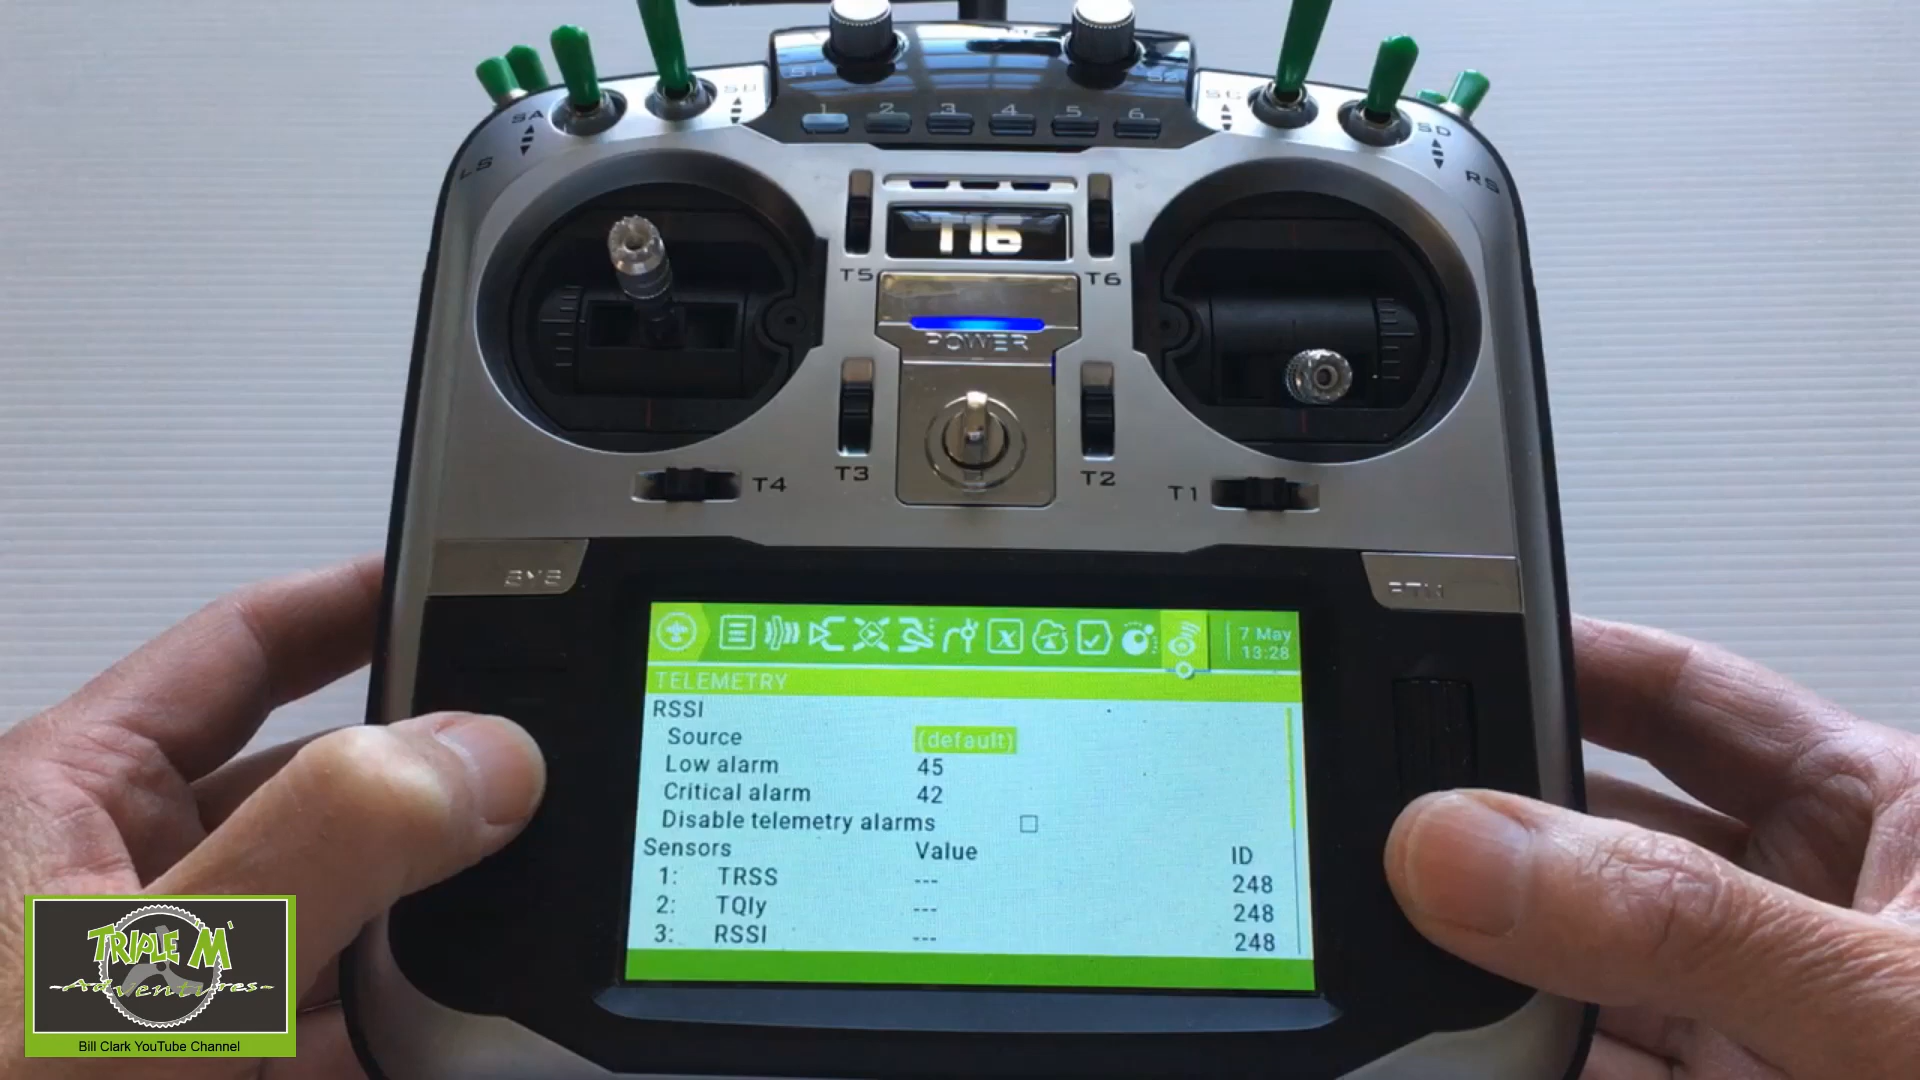 S1
S2
SA
SB
SC
SD
LS
RS
1 2 3 4 5 6
T16
T5
T6
POWER
T3
T2
T4
T1
SYS
RTN
7 May
13:28
TELEMETRY
RSSI
Source (default)
Low alarm 45
Critical alarm 42
Disable telemetry alarms
Sensors Value ID
1: TRSS --- 248
2: TQly --- 248
3: RSSI --- 248
TRIPLE M
-Adventures-
Bill Clark YouTube Channel